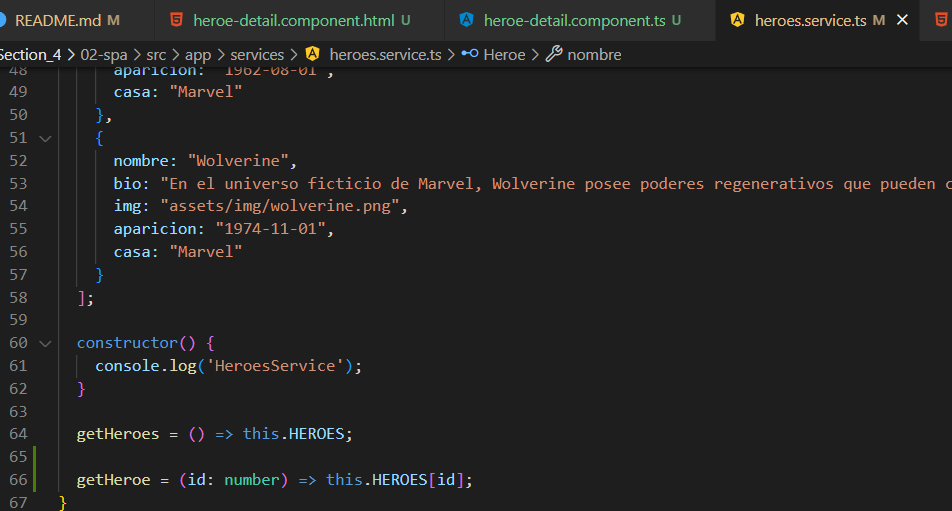 README.md M heroe-detail.component.html U heroe-detail.component.ts U heroes.service.ts M
Section_4 > 02-spa > src > app > services > heroes.service.ts > Heroe > nombre
48 aparicion: "1962-08-01",
49 casa: "Marvel"
50 },
51 {
52 nombre: "Wolverine",
53 bio: "En el universo ficticio de Marvel, Wolverine posee poderes regenerativos que pueden c
54 img: "assets/img/wolverine.png",
55 aparicion: "1974-11-01",
56 casa: "Marvel"
57 }
58 ];
59
60 constructor() {
61 console.log('HeroesService');
62 }
63
64 getHeroes = () => this.HEROES;
65
66 getHeroe = (id: number) => this.HEROES[id];
67 }